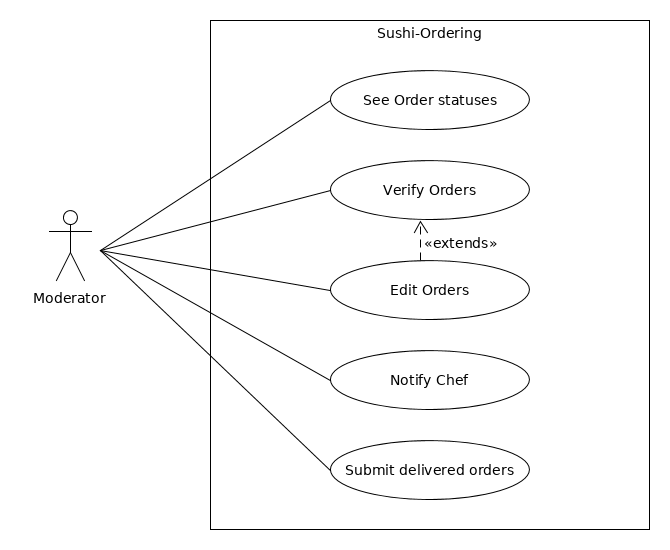 Sushi-Ordering
See Order statuses
Verify Orders
«extends»
Edit Orders
Moderator
Notify Chef
Submit delivered orders